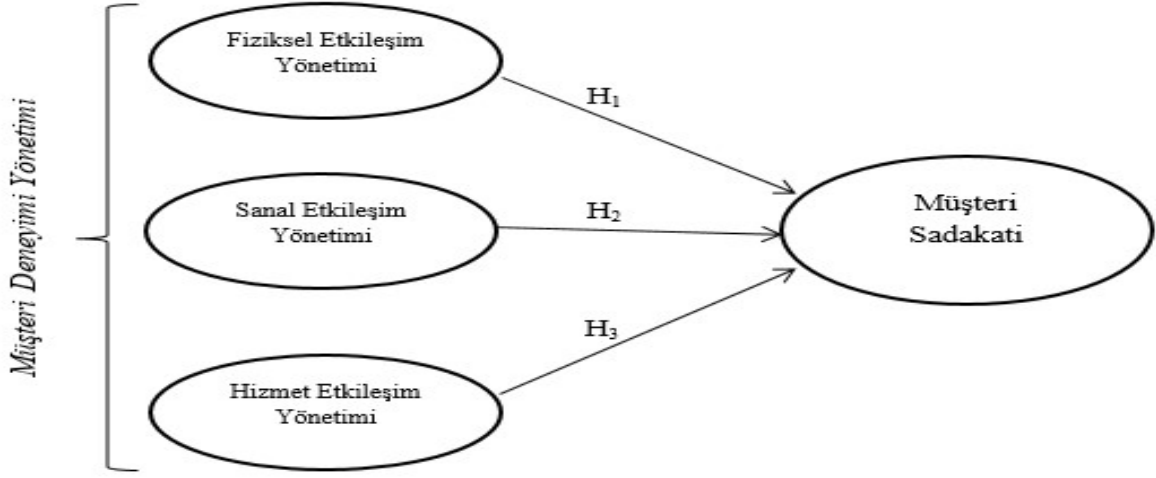 Müşteri Deneyimi Yönetimi
Fiziksel Etkileşim
Yönetimi
H₁
Sanal Etkileşim
Yönetimi
H₂
Hizmet Etkileşim
Yönetimi
H₃
Müşteri
Sadakati